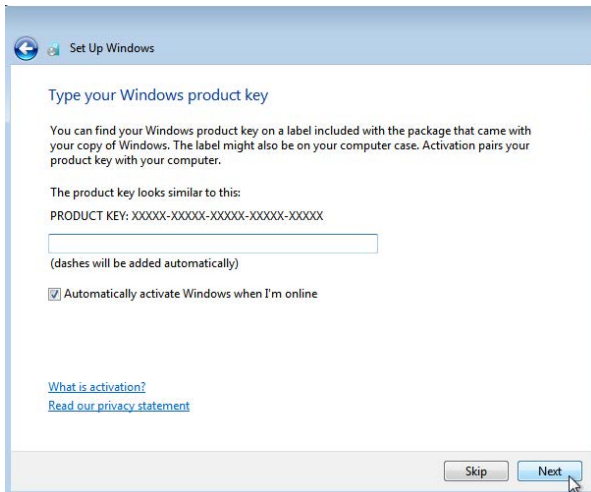 Set Up Windows
Type your Windows product key
You can find your Windows product key on a label included with the package that came with
your copy of Windows. The label might also be on your computer case. Activation pairs your
product key with your computer.
The product key looks similar to this:
PRODUCT KEY: XXXXX-XXXXX-XXXXX-XXXXX-XXXXX
(dashes will be added automatically)
Automatically activate Windows when I'm online
What is activation?
Read our privacy statement
Skip Next